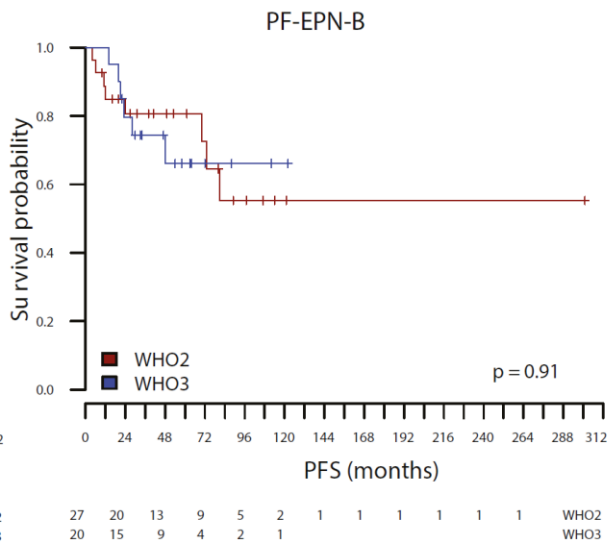 PF-EPN-B
1.0
0.8
0.6
0.4
0.2
0.0
Su rvival probability
WHO2
WHO3
p = 0.91
0 24 48 72 96 120 144 168 192 216 240 264 288 312
PFS (months)
27 20 13 9 5 2 1 1 1 1 1 1 WHO2
20 15 9 4 2 1 WHO3